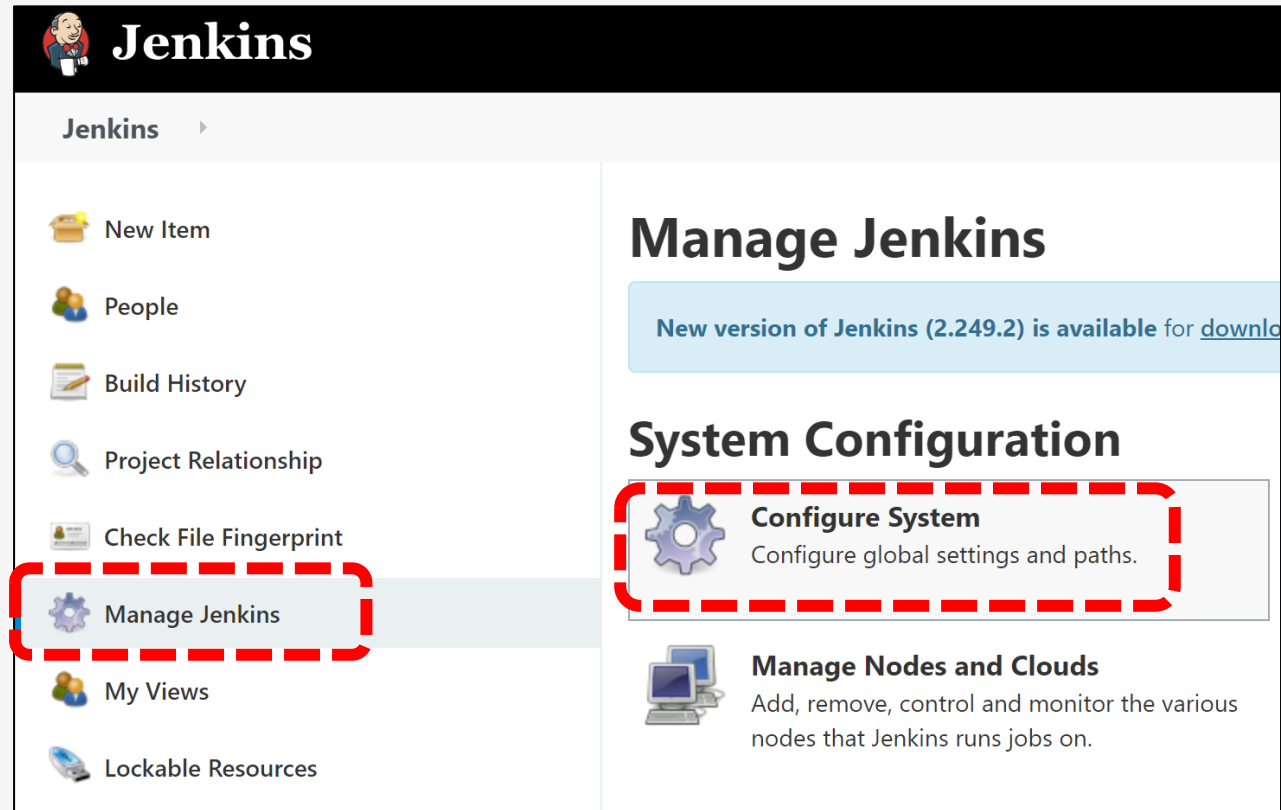 Jenkins
Jenkins
New Item
People
Build History
Project Relationship
Check File Fingerprint
Manage Jenkins
My Views
Lockable Resources
Manage Jenkins
New version of Jenkins (2.249.2) is available for downlo
System Configuration
Configure System
Configure global settings and paths.
Manage Nodes and Clouds
Add, remove, control and monitor the various
nodes that Jenkins runs jobs on.